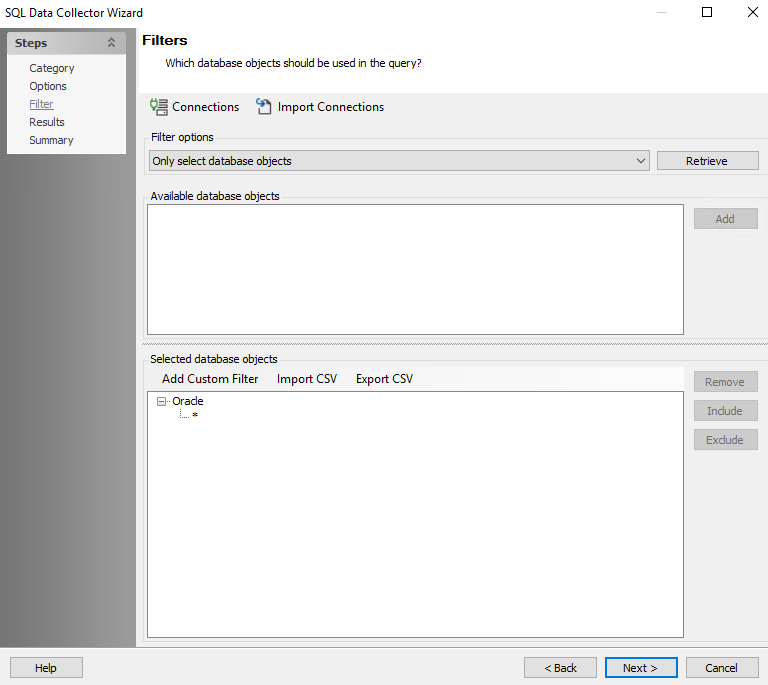 SQL Data Collector Wizard
Steps
Category
Options
Filter
Results
Summary
Filters
Which database objects should be used in the query?
Connections
Import Connections
Filter options
Only select database objects
Retrieve
Available database objects
Add
Selected database objects
Add Custom Filter
Import CSV
Export CSV
Remove
Include
Exclude
Oracle
*
Help
< Back
Next >
Cancel